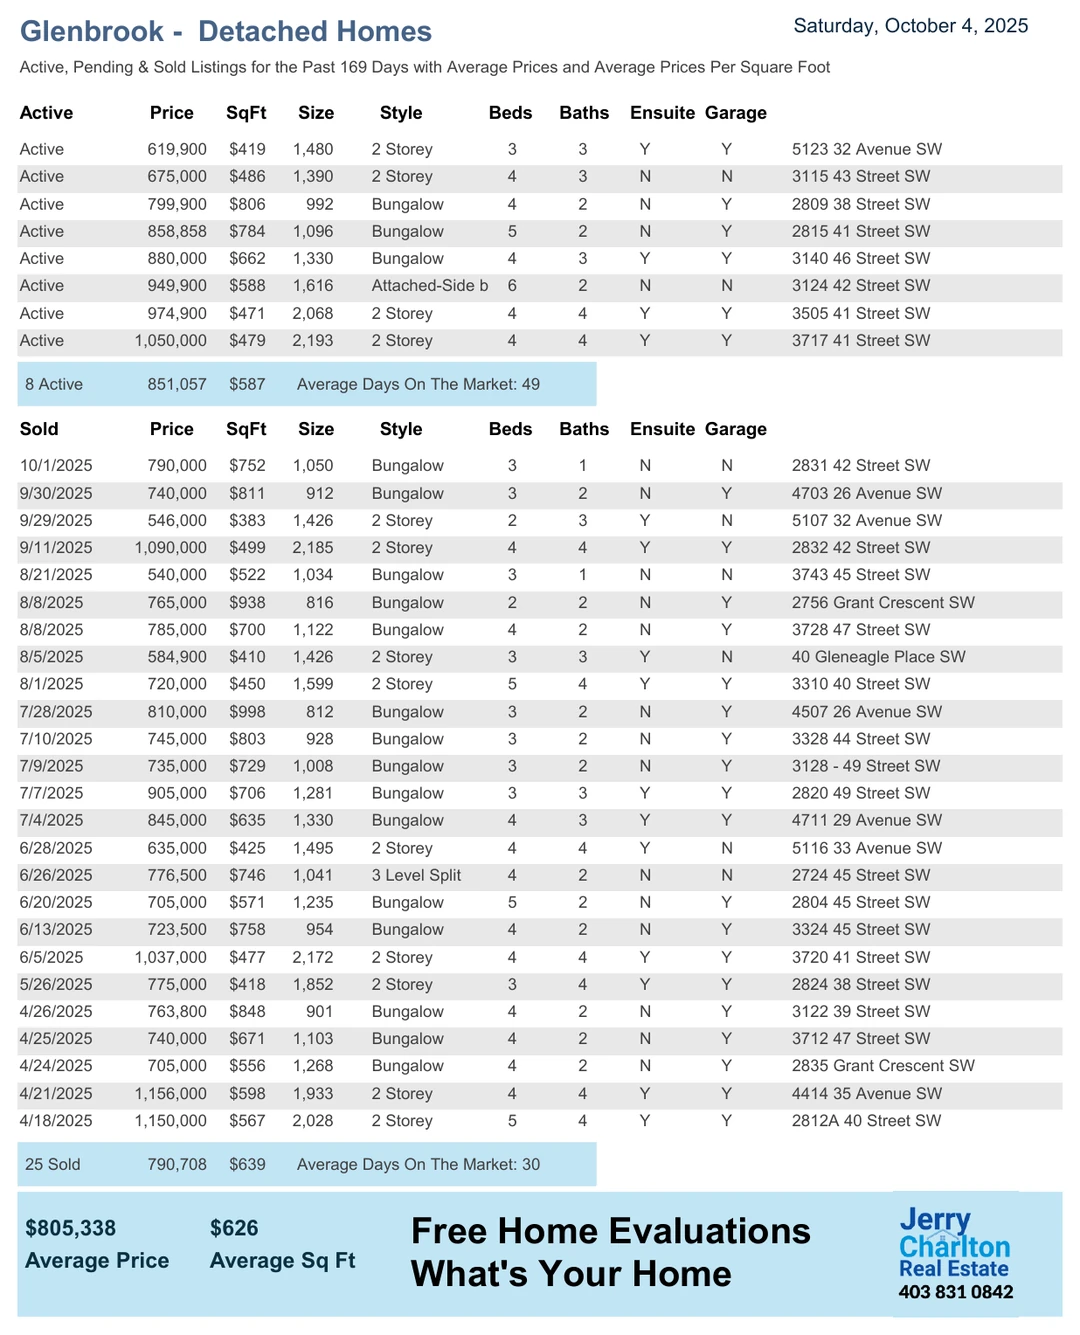 Glenbrook - Detached Homes
Saturday, October 4, 2025
Active, Pending & Sold Listings for the Past 169 Days with Average Prices and Average Prices Per Square Foot
Active Price SqFt Size Style Beds Baths Ensuite Garage
Active 619,900 $419 1,480 2 Storey 3 3 Y Y 5123 32 Avenue SW
Active 675,000 $486 1,390 2 Storey 4 3 N N 3115 43 Street SW
Active 799,900 $806 992 Bungalow 4 2 N Y 2809 38 Street SW
Active 858,858 $784 1,096 Bungalow 5 2 N Y 2815 41 Street SW
Active 880,000 $662 1,330 Bungalow 4 3 Y Y 3140 46 Street SW
Active 949,900 $588 1,616 Attached-Side b 6 2 N N 3124 42 Street SW
Active 974,900 $471 2,068 2 Storey 4 4 Y Y 3505 41 Street SW
Active 1,050,000 $479 2,193 2 Storey 4 4 Y Y 3717 41 Street SW
8 Active 851,057 $587 Average Days On The Market: 49
Sold Price SqFt Size Style Beds Baths Ensuite Garage
10/1/2025 790,000 $752 1,050 Bungalow 3 1 N N 2831 42 Street SW
9/30/2025 740,000 $811 912 Bungalow 3 2 N Y 4703 26 Avenue SW
9/29/2025 546,000 $383 1,426 2 Storey 2 3 Y N 5107 32 Avenue SW
9/11/2025 1,090,000 $499 2,185 2 Storey 4 4 Y Y 2832 42 Street SW
8/21/2025 540,000 $522 1,034 Bungalow 3 1 N N 3743 45 Street SW
8/8/2025 765,000 $938 816 Bungalow 2 2 N Y 2756 Grant Crescent SW
8/8/2025 785,000 $700 1,122 Bungalow 4 2 N Y 3728 47 Street SW
8/5/2025 584,900 $410 1,426 2 Storey 3 3 Y N 40 Gleneagle Place SW
8/1/2025 720,000 $450 1,599 2 Storey 5 4 Y Y 3310 40 Street SW
7/28/2025 810,000 $998 812 Bungalow 3 2 N Y 4507 26 Avenue SW
7/10/2025 745,000 $803 928 Bungalow 3 2 N Y 3328 44 Street SW
7/9/2025 735,000 $729 1,008 Bungalow 3 2 N Y 3128 - 49 Street SW
7/7/2025 905,000 $706 1,281 Bungalow 3 3 Y Y 2820 49 Street SW
7/4/2025 845,000 $635 1,330 Bungalow 4 3 Y Y 4711 29 Avenue SW
6/28/2025 635,000 $425 1,495 2 Storey 4 4 Y N 5116 33 Avenue SW
6/26/2025 776,500 $746 1,041 3 Level Split 4 2 N N 2724 45 Street SW
6/20/2025 705,000 $571 1,235 Bungalow 5 2 N Y 2804 45 Street SW
6/13/2025 723,500 $758 954 Bungalow 4 2 N Y 3324 45 Street SW
6/5/2025 1,037,000 $477 2,172 2 Storey 4 4 Y Y 3720 41 Street SW
5/26/2025 775,000 $418 1,852 2 Storey 3 4 Y Y 2824 38 Street SW
4/26/2025 763,800 $848 901 Bungalow 4 2 N Y 3122 39 Street SW
4/25/2025 740,000 $671 1,103 Bungalow 4 2 N Y 3712 47 Street SW
4/24/2025 705,000 $556 1,268 Bungalow 4 2 N Y 2835 Grant Crescent SW
4/21/2025 1,156,000 $598 1,933 2 Storey 4 4 Y Y 4414 35 Avenue SW
4/18/2025 1,150,000 $567 2,028 2 Storey 5 4 Y Y 2812A 40 Street SW
25 Sold 790,708 $639 Average Days On The Market: 30
$805,338 $626
Average Price Average Sq Ft
Free Home Evaluations
What's Your Home
Jerry
Charlton
Real Estate
403 831 0842